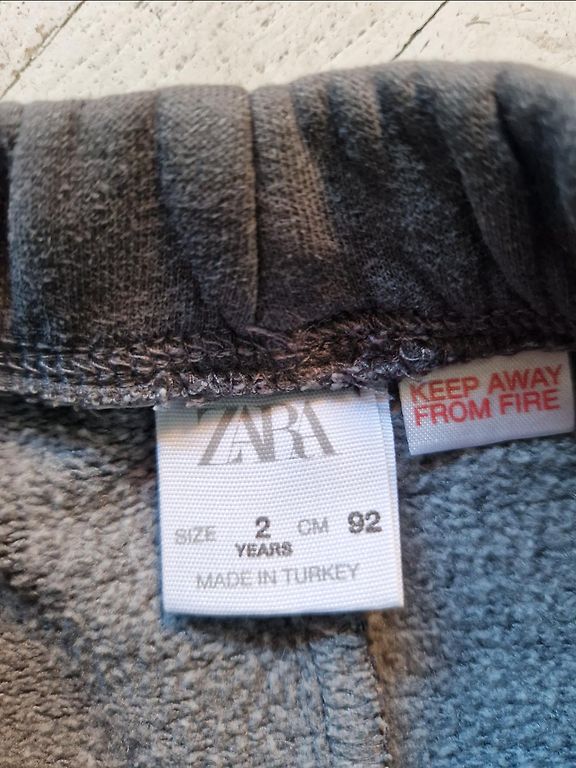 ZARA
SIZE 2 CM 92
YEARS
MADE IN TURKEY
KEEP AWAY
FROM FIRE